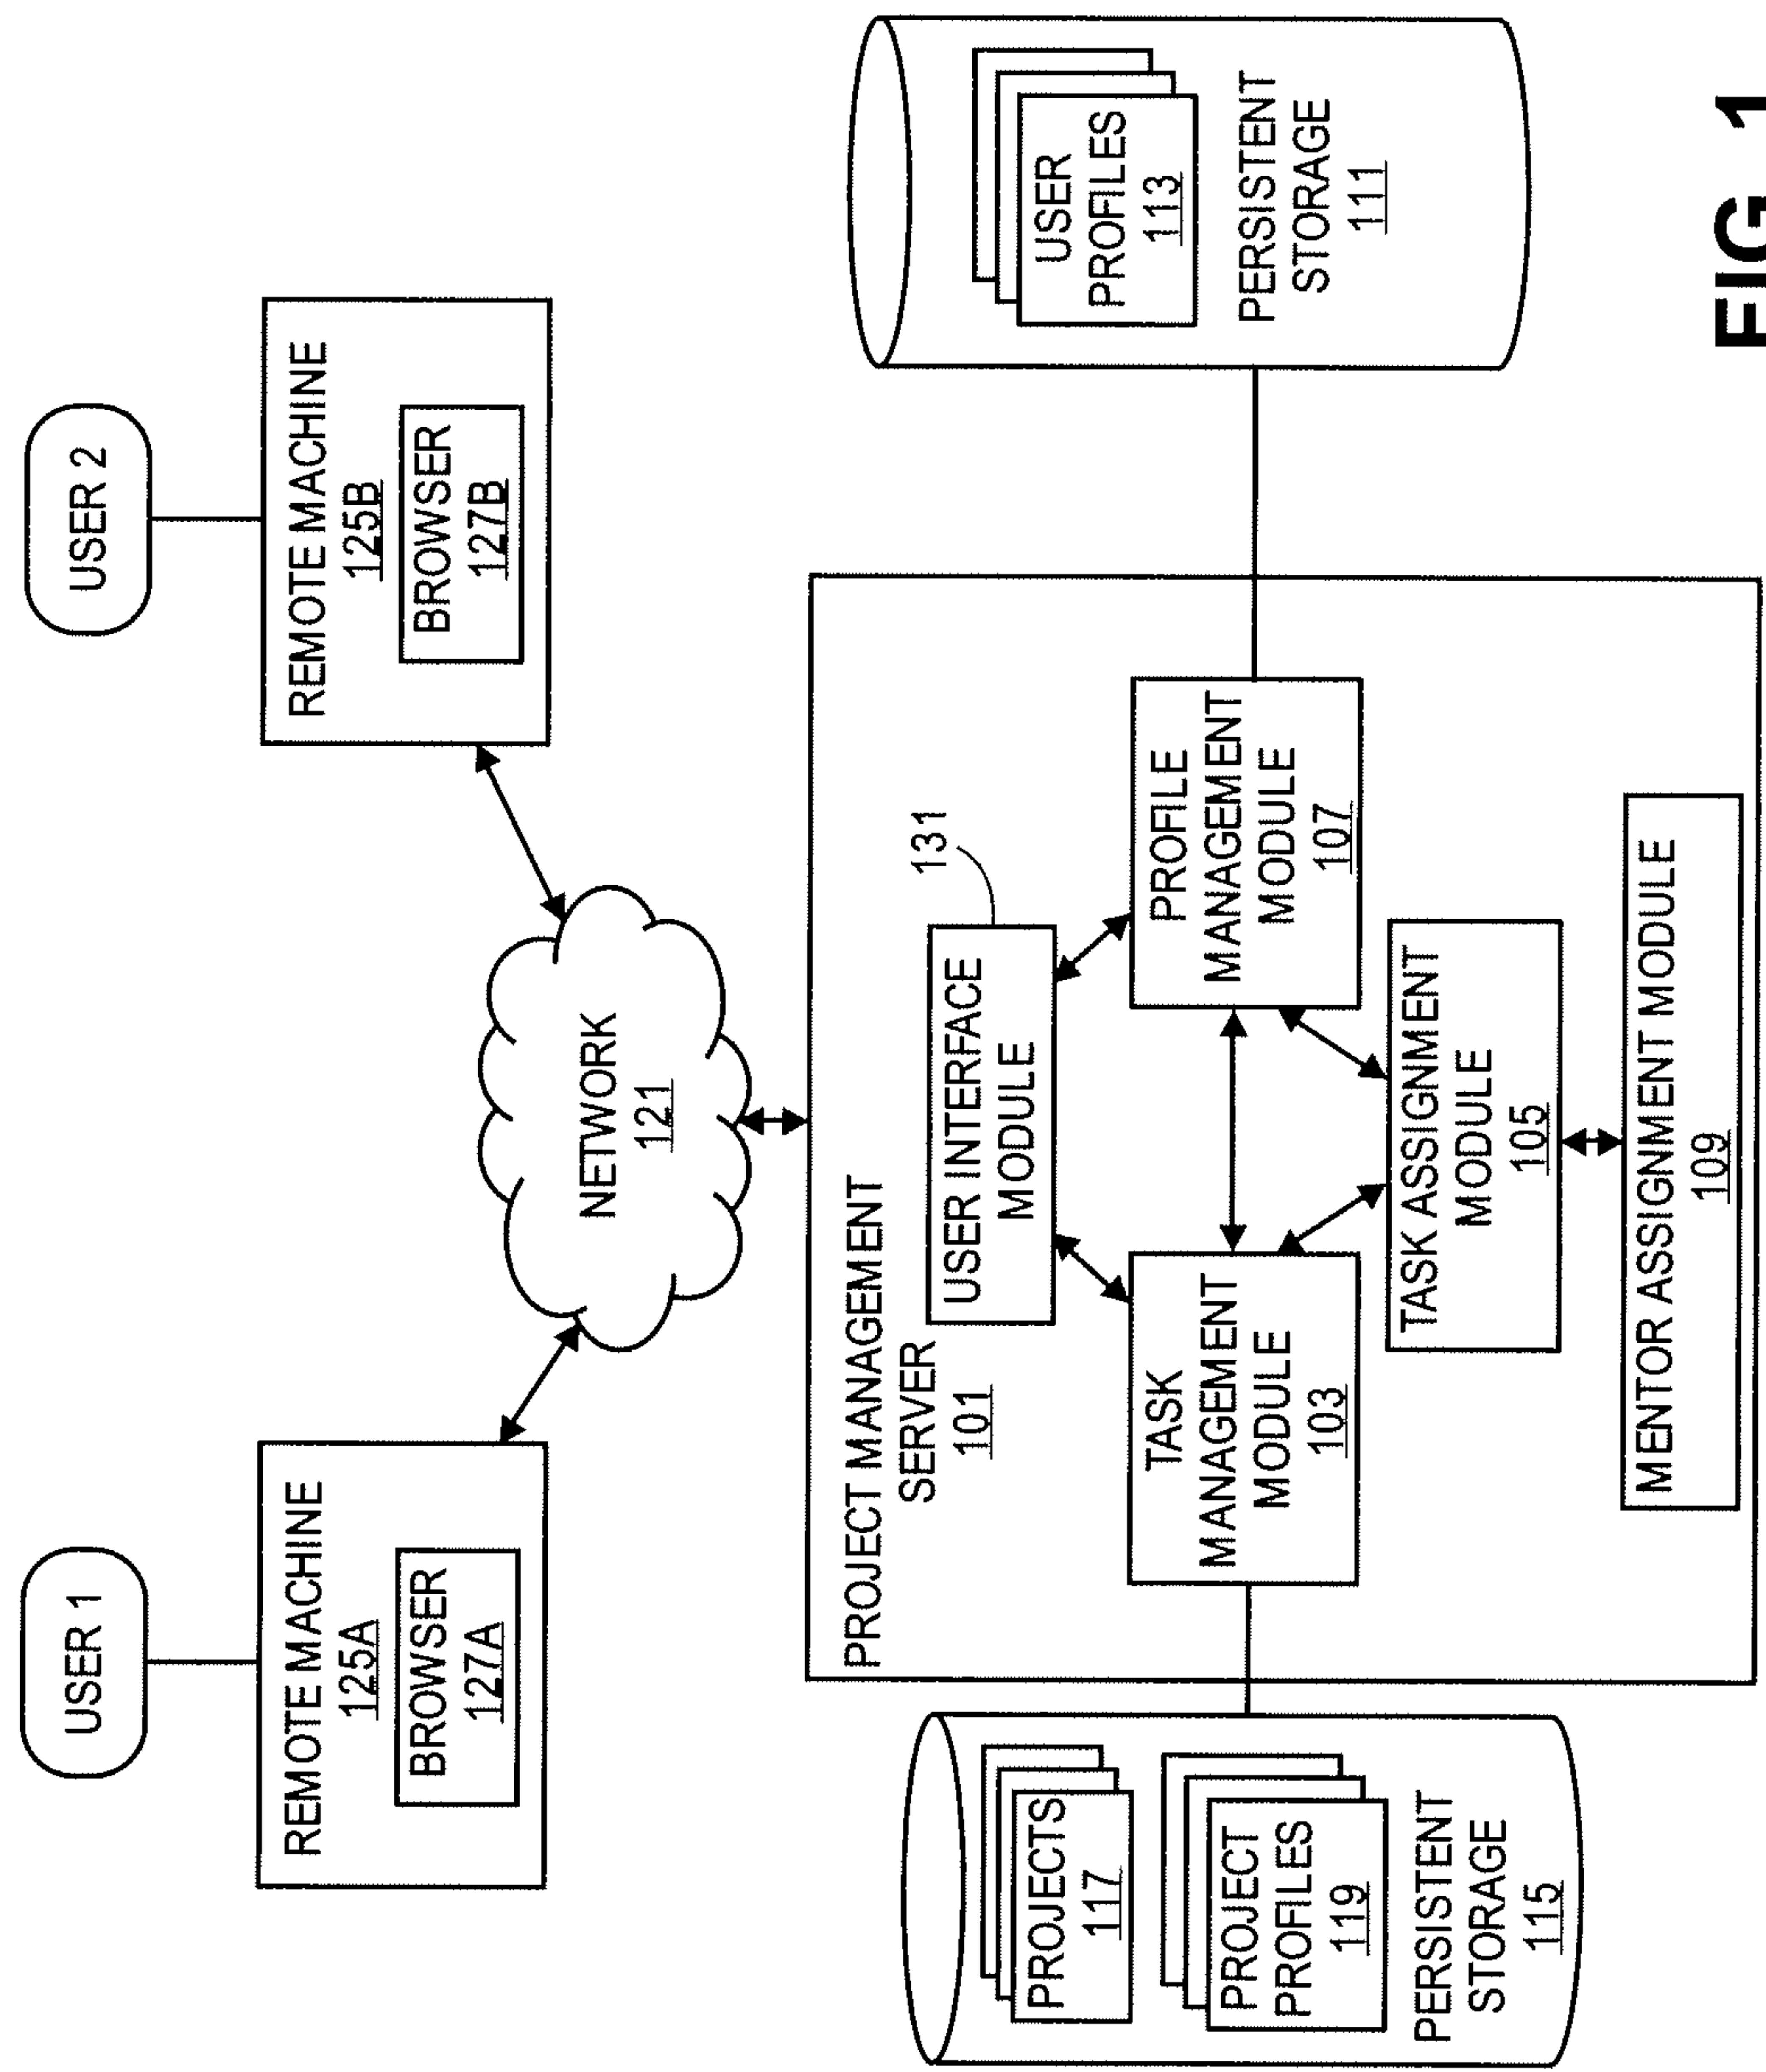 USER 1
USER 2
REMOTE MACHINE
125A
BROWSER
127A
REMOTE MACHINE
125B
BROWSER
127B
NETWORK
121
PROJECT MANAGEMENT
SERVER
101
USER INTERFACE
MODULE
131
TASK
MANAGEMENT
MODULE
103
PROFILE
MANAGEMENT
MODULE
107
TASK ASSIGNMENT
MODULE
105
MENTOR ASSIGNMENT MODULE
109
PROJECTS
117
PROJECT
PROFILES
119
PERSISTENT
STORAGE
115
USER
PROFILES
113
PERSISTENT
STORAGE
111
FIG. 1